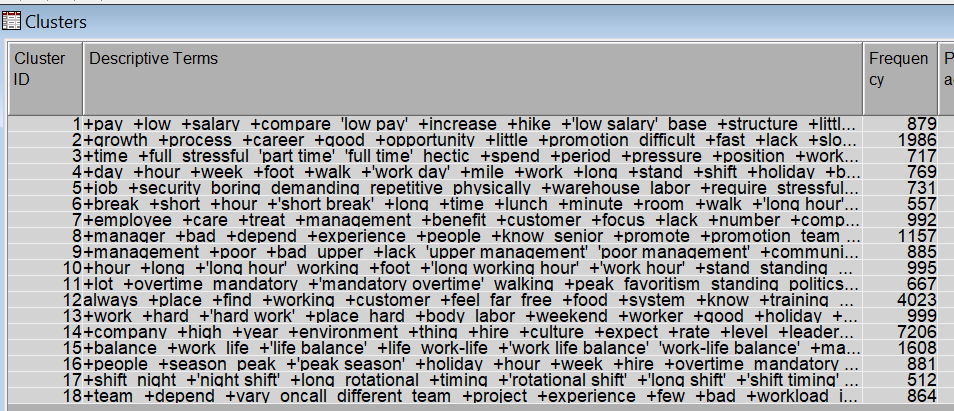 Clusters
Cluster ID Descriptive Terms Frequen cy P a
1 +pay +low +salary +compare 'low pay' +increase +hike +'low salary' base +structure +littl... 879
2 +growth +process +career +good +opportunity +little +promotion difficult +fast +lack +slo... 1986
3 +time +full stressful 'part time' 'full time' hectic +spend +period +pressure +position +work... 717
4 +day +hour +week +foot +walk +'work day' +mile +work +long +stand +shift +holiday +b... 769
5 +job +security boring demanding repetitive physically +warehouse labor +require stressful... 731
6 +break +short +hour +'short break' +long +time +lunch +minute +room +walk +'long hour'... 557
7 +employee +care +treat +management +benefit +customer +focus +lack +number +comp... 992
8 +manager +bad +depend +experience +people +know senior +promote +promotion team ... 1157
9 +management +poor +bad upper +lack 'upper management' 'poor management' +communi... 885
10 +hour +long +'long hour' working +foot +'long working hour' +'work hour' +stand standing ... 995
11 +lot +overtime mandatory +'mandatory overtime' walking +peak favoritism standing politics... 667
12 always +place +find +working +customer +feel far free +food +system +know +training ... 4023
13 +work +hard +'hard work' +place hard +body labor +weekend +worker +good +holiday +... 999
14 +company +high +year +environment +thing +hire +culture +expect +rate +level +leader... 7206
15 +balance +work life +'life balance' +life work-life +'work life balance' 'work-life balance' +ma... 1608
16 +people +season peak +'peak season' +holiday +hour +week +hire +overtime mandatory ... 881
17 +shift night +'night shift' +long rotational +timing +'rotational shift' +'long shift' +'shift timing' ... 512
18 +team +depend +vary oncall different team +project +experience +few +bad +workload i... 864